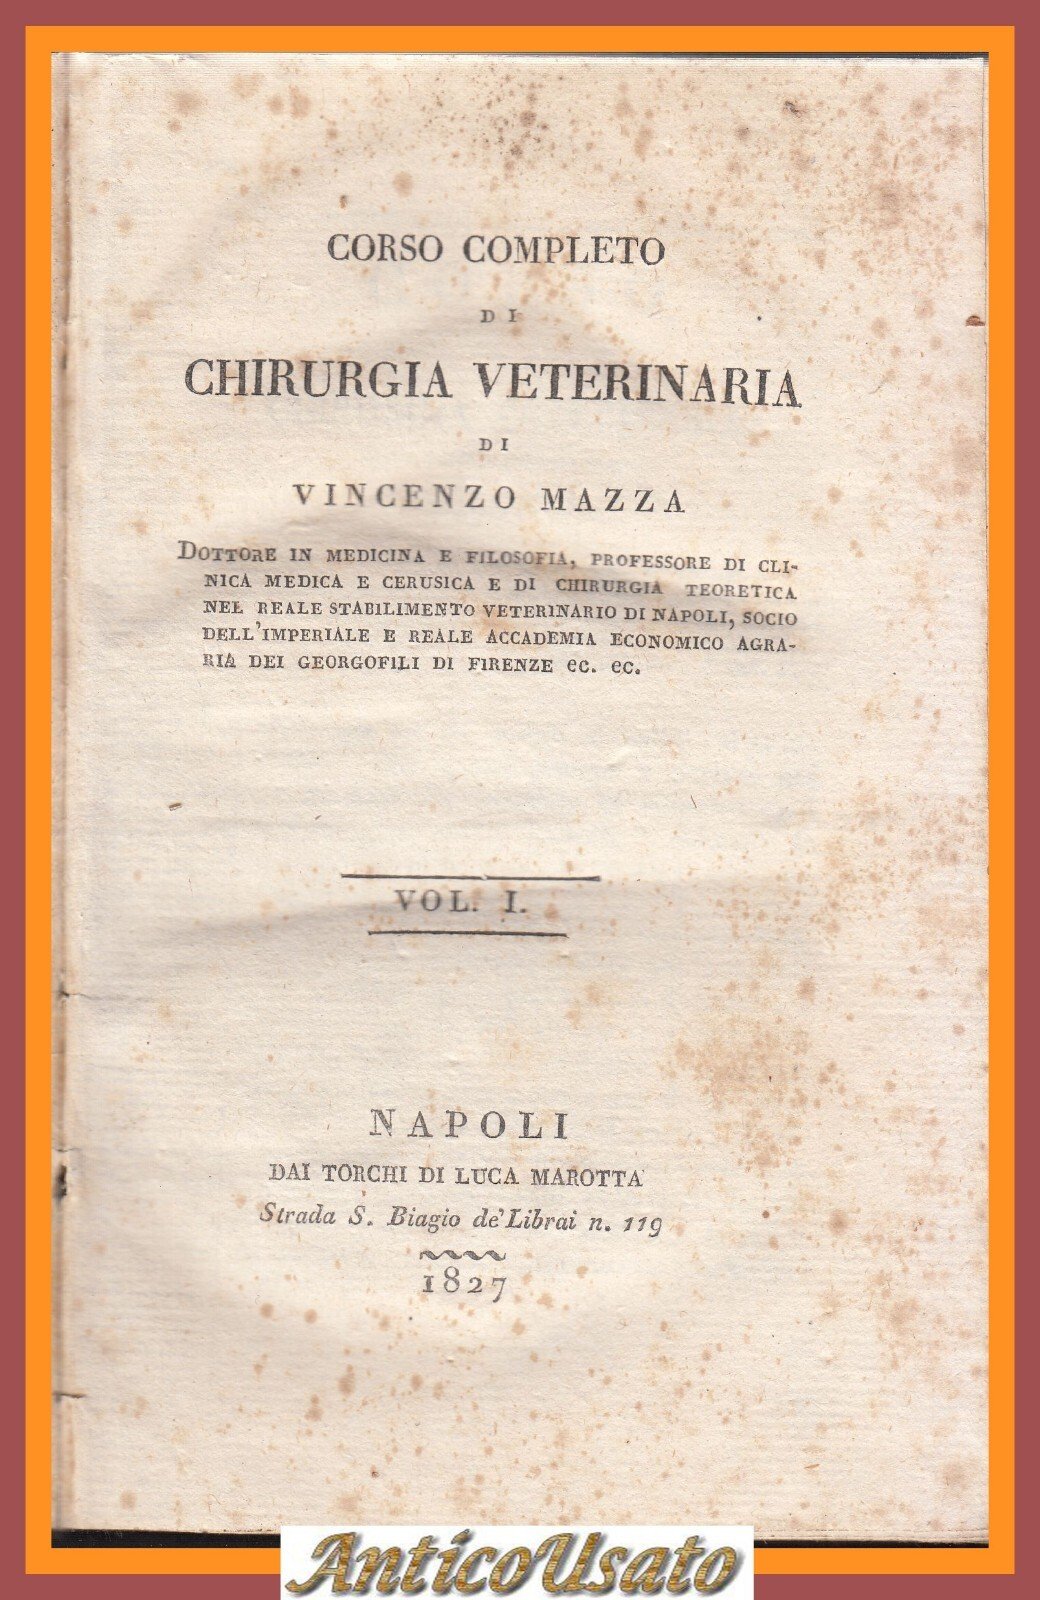 CORSO COMPLETO
DI
CHIRURGIA VETERINARIA
DI
VINCENZO MAZZA
DOTTORE IN MEDICINA E FILOSOFIA, PROFESSORE DI CLI-
NICA MEDICA E CERUSICA E DI CHIRURGIA TEORETICA
NEL REALE STABILIMENTO VETERINARIO DI NAPOLI, SOCIO
DELL'IMPERIALE E REALE ACCADEMIA ECONOMICO AGRA-
RIA DEI GEORGOFILI DI FIRENZE ec. ec.
VOL. I.
NAPOLI
DAI TORCHI DI LUCA MAROTTA
Strada S. Biagio de' Librai n. 119
1827
AnticoUsato